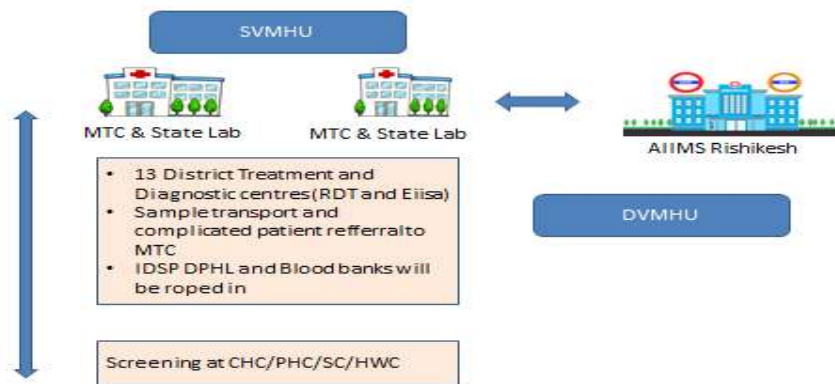 SVMHU
MTC & State Lab
MTC & State Lab
AIIMS Rishikesh
• 13 District Treatment and
Diagnostic centres(RDT and Eiisa)
• Sample transport and
complicated patient refferral to
MTC
• IDSP DPHL and Blood banks will
be roped in
DVMHU
Screening at CHC/PHC/SC/HWC